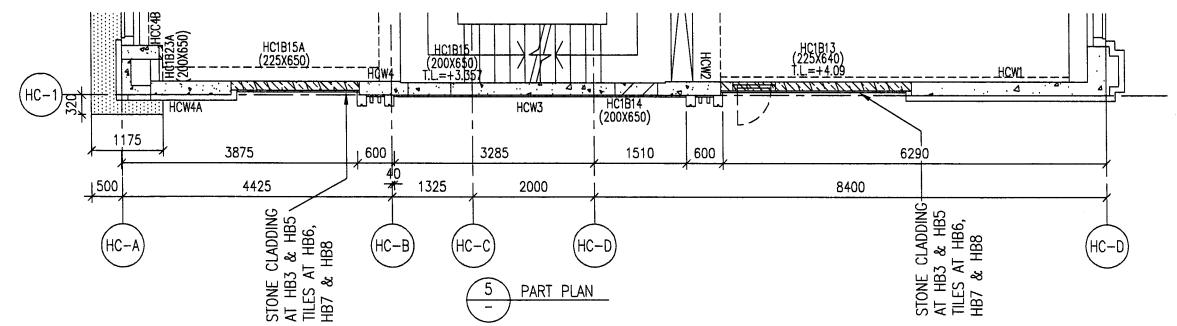 HCC4B
HC1B23A
(200X650)
HC1B15A
(225X650)
HCW4
HC1B15
(200X650)
T.L=+3.357
HCW2
HC1B13
(225X640)
T.L=+4.09
HCW1
HC-1
320
HCW4A
HCW3
HC1B14
(200X650)
1175
3875
600
3285
1510
600
6290
40
500
4425
1325
2000
8400
HC-A
HC-B
HC-C
HC-D
HC-D
STONE CLADDING
AT HB3 & HB5
TILES AT HB6,
HB7 & HB8
STONE CLADDING
AT HB3 & HB5
TILES AT HB6,
HB7 & HB8
5
-
PART PLAN